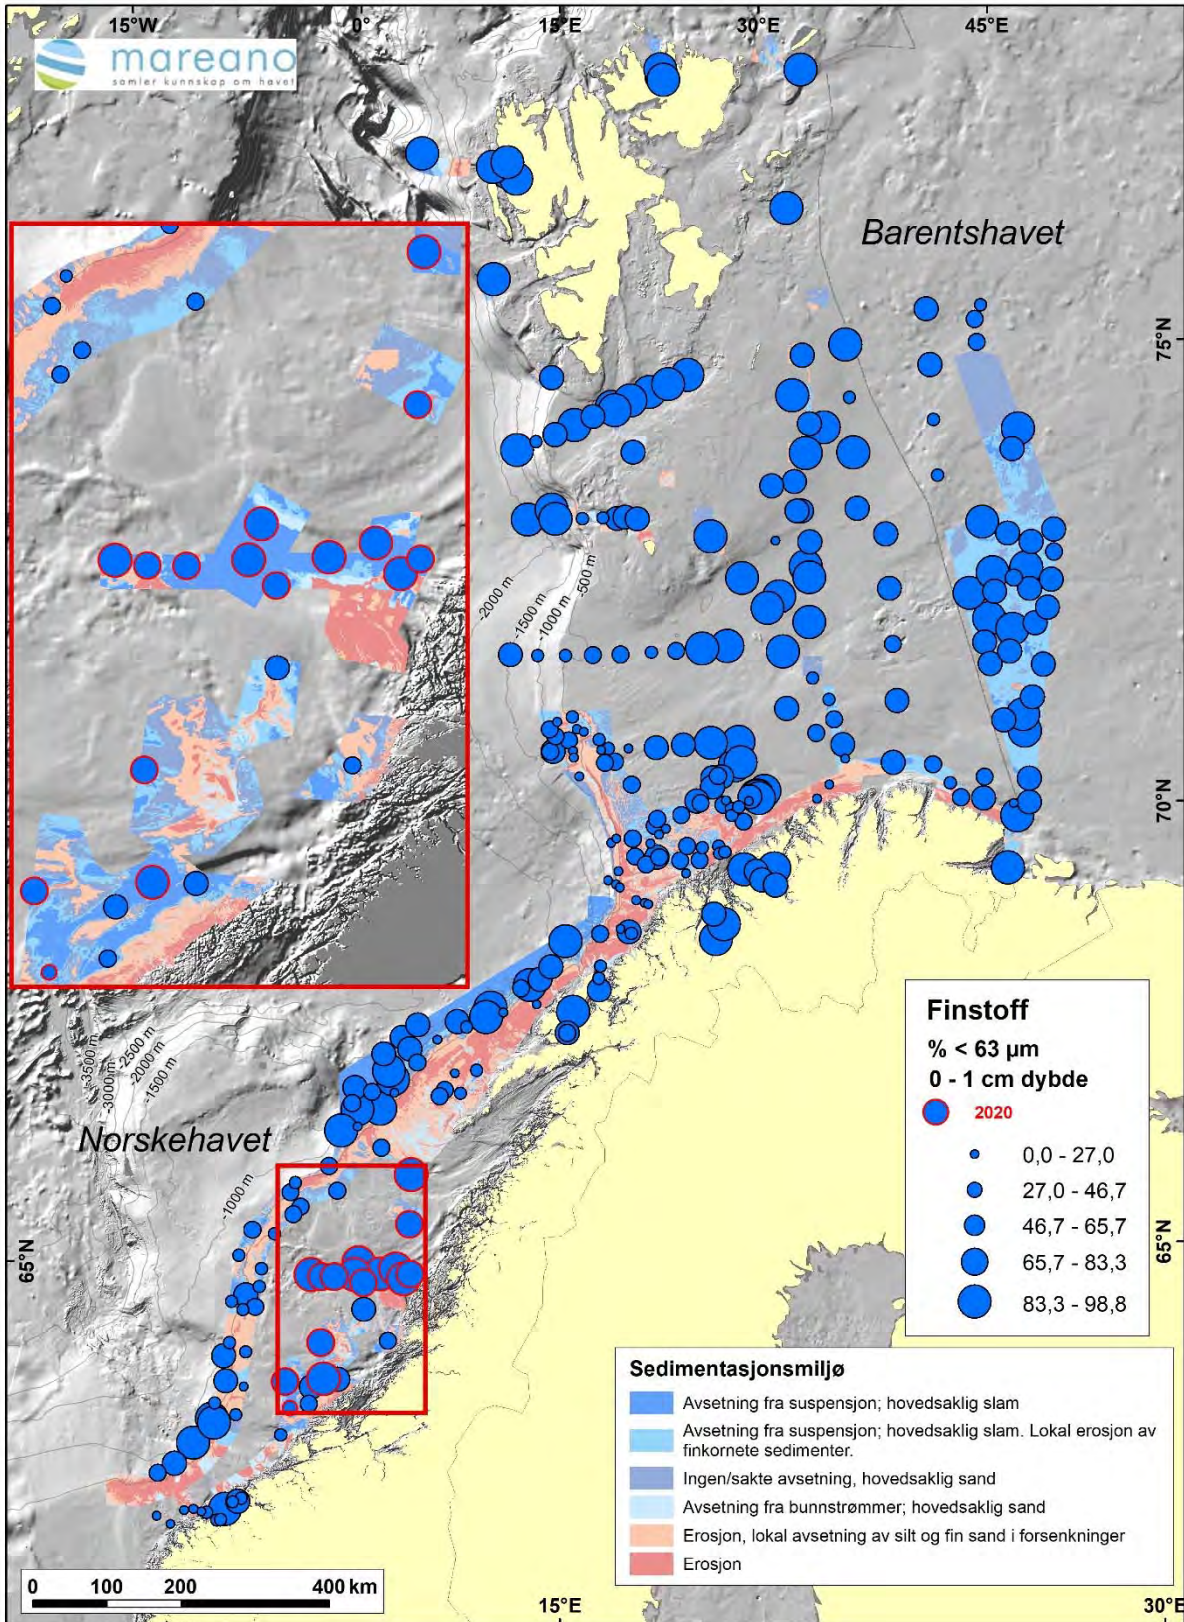 15°W 0° 15°E 30°E 45°E
mareano
samler kunnskap om havet
Barentshavet
75°N
-2000 m
-1500 m
-1000 m
-500 m
70°N
-3500 m
-3000 m
-2500 m
-2000 m
-1500 m
Norskehavet
-1000 m
65°N
65°N
Finstoff
% < 63 µm
0 - 1 cm dybde
2020
0,0 - 27,0
27,0 - 46,7
46,7 - 65,7
65,7 - 83,3
83,3 - 98,8
Sedimentasjonsmiljø
Avsetning fra suspensjon; hovedsaklig slam
Avsetning fra suspensjon; hovedsaklig slam. Lokal erosjon av
finkornete sedimenter.
Ingen/sakte avsetning, hovedsaklig sand
Avsetning fra bunnstrømmer; hovedsaklig sand
Erosjon, lokal avsetning av silt og fin sand i forsenkninger
Erosjon
0 100 200 400 km
15°E 30°E